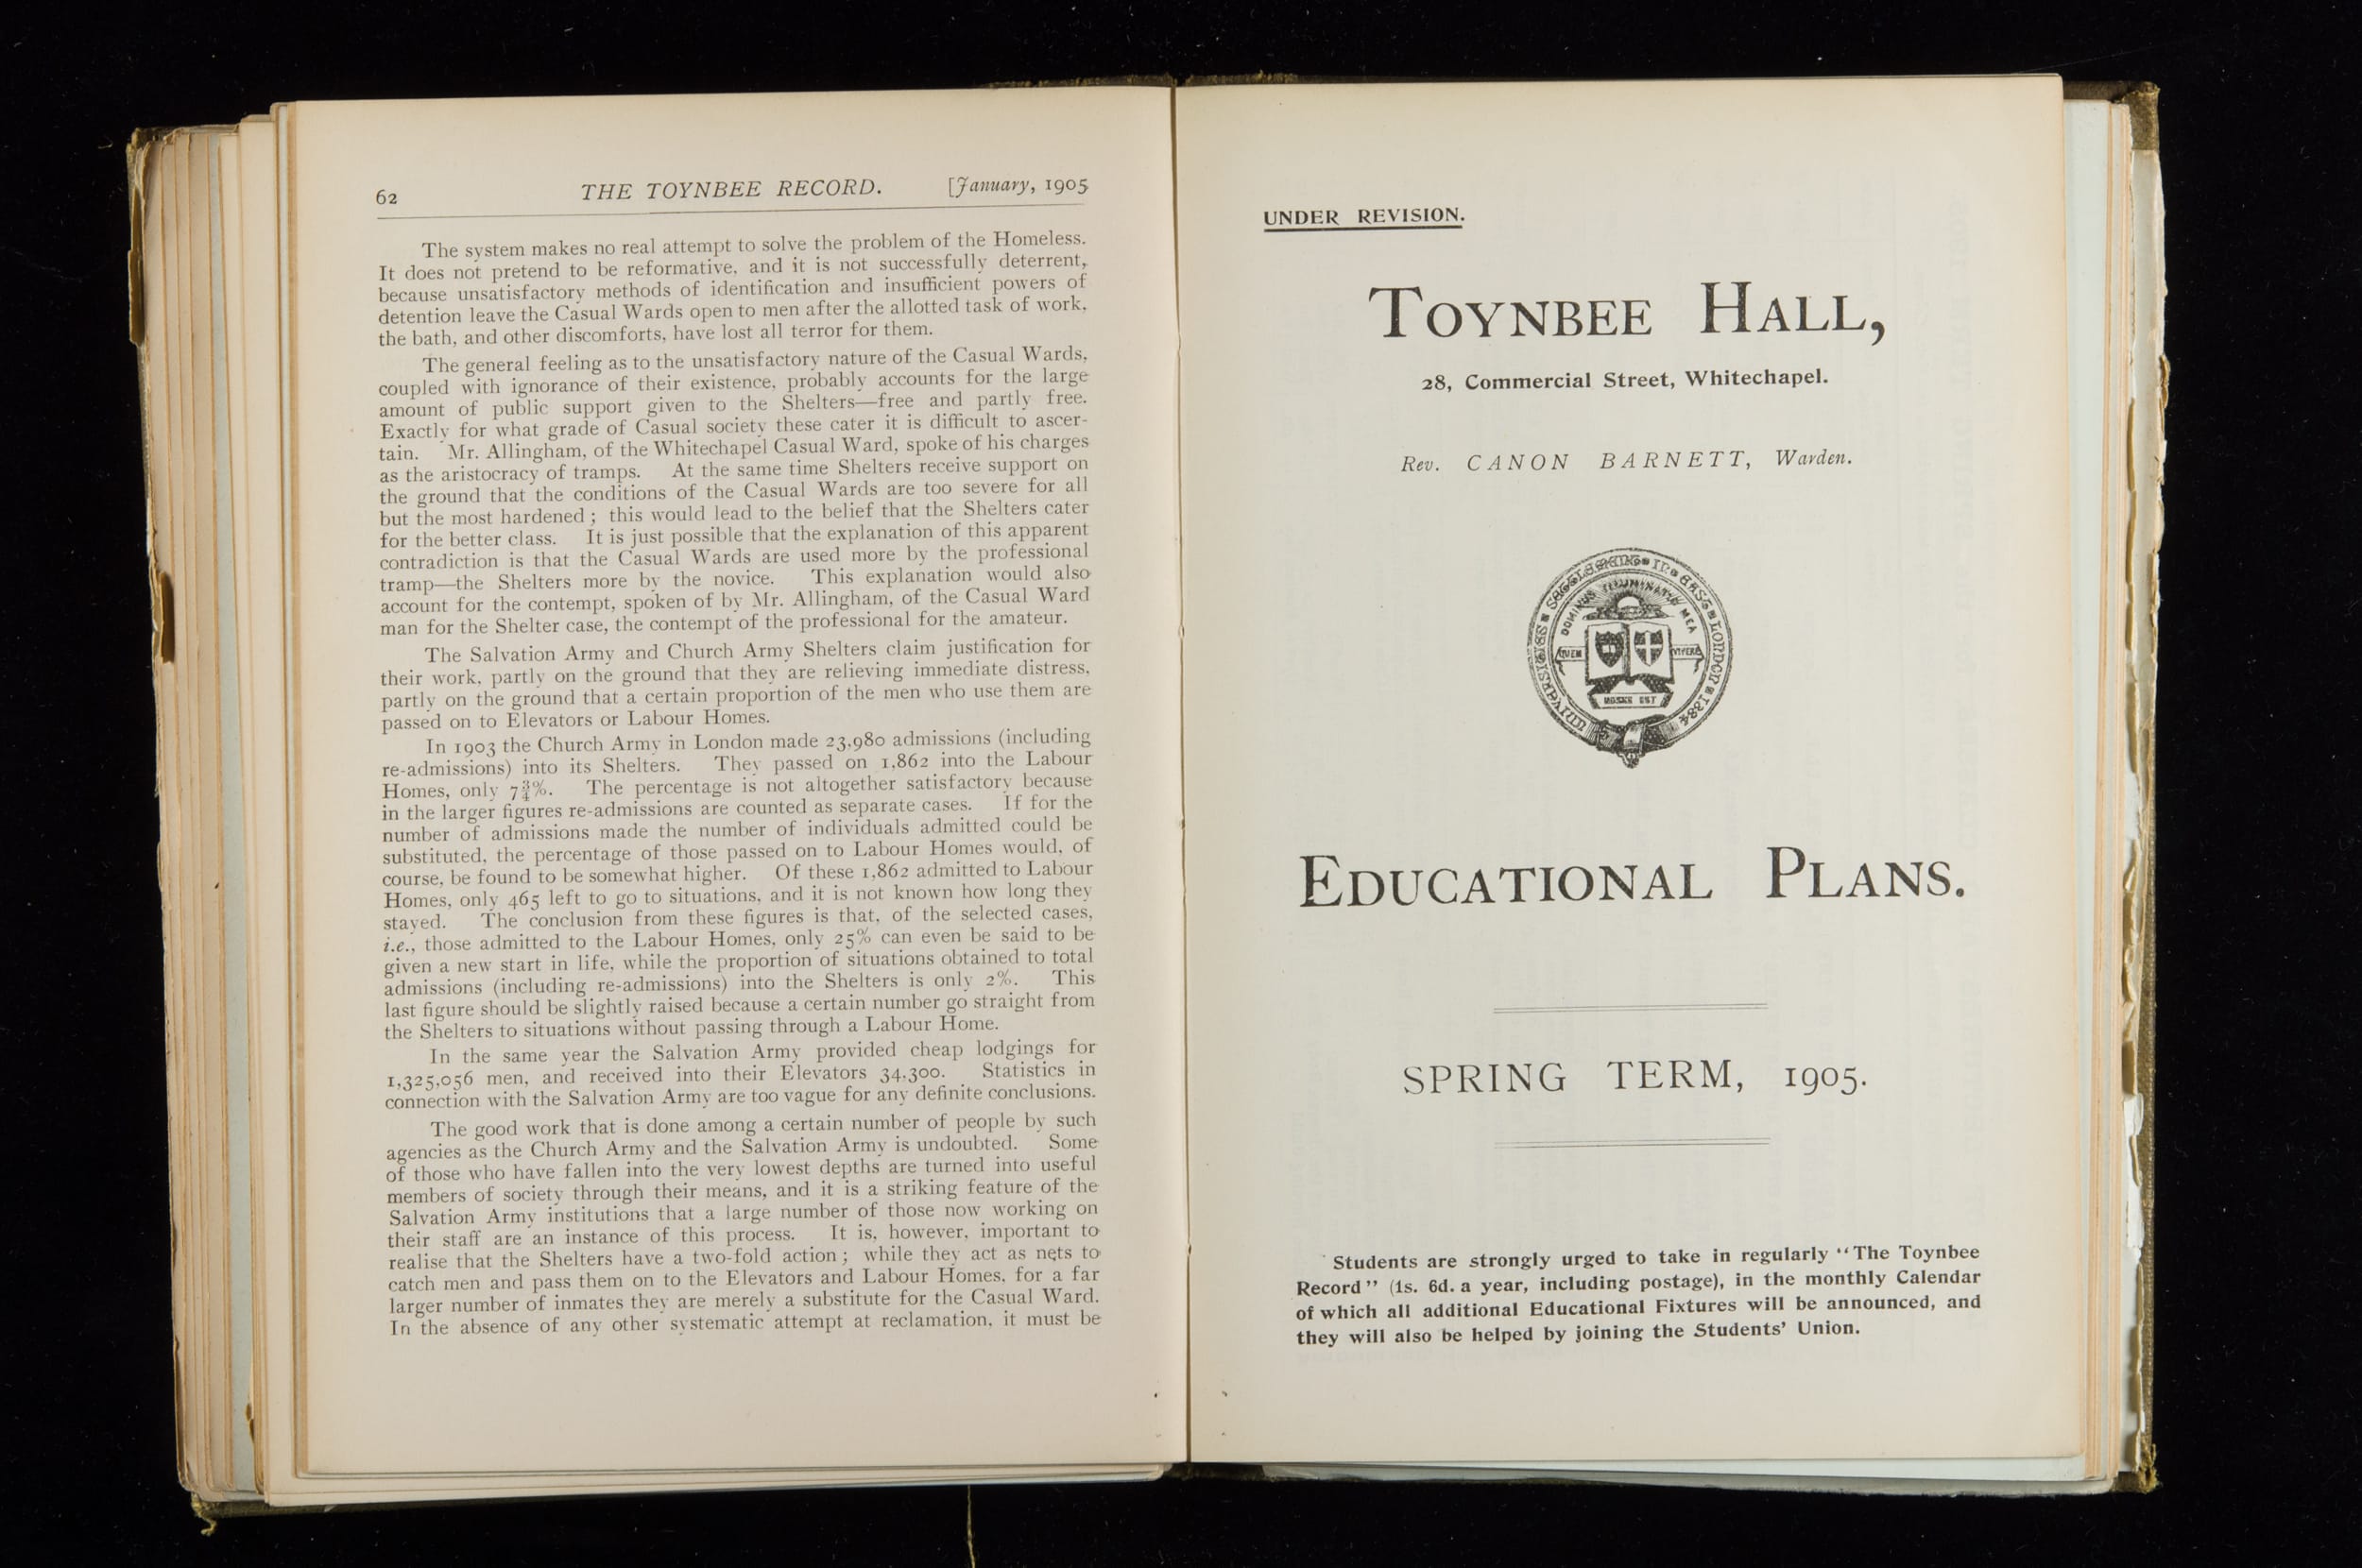 62 THE TOYNBEE RECORD. [January, 1905
The system makes no real attempt to solve the problem of the Homeless.
It does not pretend to be reformative, and it is not successfully deterrent,
because unsatisfactory methods of identification and insufficient powers of
detention leave the Casual Wards open to men after the allotted task of work,
the bath, and other discomforts, have lost all terror for them.
The general feeling as to the unsatisfactory nature of the Casual Wards,
coupled with ignorance of their existence, probably accounts for the large
amount of public support given to the Shelters—free and partly free.
Exactly for what grade of Casual society these cater it is difficult to ascer-
tain. Mr. Allingham, of the Whitechapel Casual Ward, spoke of his charges
as the aristocracy of tramps. At the same time Shelters receive support on
the ground that the conditions of the Casual Wards are too severe for all
but the most hardened ; this would lead to the belief that the Shelters cater
for the better class. It is just possible that the explanation of this apparent
contradiction is that the Casual Wards are used more by the professional
tramp—the Shelters more by the novice. This explanation would also
account for the contempt, spoken of by Mr. Allingham, of the Casual Ward
man for the Shelter case, the contempt of the professional for the amateur.
The Salvation Army and Church Army Shelters claim justification for
their work, partly on the ground that they are relieving immediate distress,
partly on the ground that a certain proportion of the men who use them are
passed on to Elevators or Labour Homes.
In 1903 the Church Army in London made 23,980 admissions (including
re-admissions) into its Shelters. They passed on 1,862 into the Labour
Homes, only 7¾%. The percentage is not altogether satisfactory because
in the larger figures re-admissions are counted as separate cases. If for the
number of admissions made the number of individuals admitted could be
substituted, the percentage of those passed on to Labour Homes would, of
course, be found to be somewhat higher. Of these 1,862 admitted to Labour
Homes, only 465 left to go to situations, and it is not known how long they
stayed. The conclusion from these figures is that, of the selected cases,
i.e., those admitted to the Labour Homes, only 25% can even be said to be
given a new start in life, while the proportion of situations obtained to total
admissions (including re-admissions) into the Shelters is only 2%. This
last figure should be slightly raised because a certain number go straight from
the Shelters to situations without passing through a Labour Home.
In the same year the Salvation Army provided cheap lodgings for
1,325,056 men, and received into their Elevators 34,300. Statistics in
connection with the Salvation Army are too vague for any definite conclusions.
The good work that is done among a certain number of people by such
agencies as the Church Army and the Salvation Army is undoubted. Some
of those who have fallen into the very lowest depths are turned into useful
members of society through their means, and it is a striking feature of the
Salvation Army institutions that a large number of those now working on
their staff are an instance of this process. It is, however, important to
realise that the Shelters have a two-fold action ; while they act as nets to
catch men and pass them on to the Elevators and Labour Homes, for a far
larger number of inmates they are merely a substitute for the Casual Ward.
In the absence of any other systematic attempt at reclamation, it must be
UNDER REVISION.
TOYNBEE HALL,
28, Commercial Street, Whitechapel.
Rev. CANON BARNETT, Warden.
UNIVERSITIES SETTLEMENT IN EAST LONDON 1884
DOMINUS ILLUMINATIO MEA
QUEM VIVERE
NOSSE EST
EDUCATIONAL PLANS.
SPRING TERM, 1905.
Students are strongly urged to take in regularly "The Toynbee
Record" (1s. 6d. a year, including postage), in the monthly Calendar
of which all additional Educational Fixtures will be announced, and
they will also be helped by joining the Students' Union.